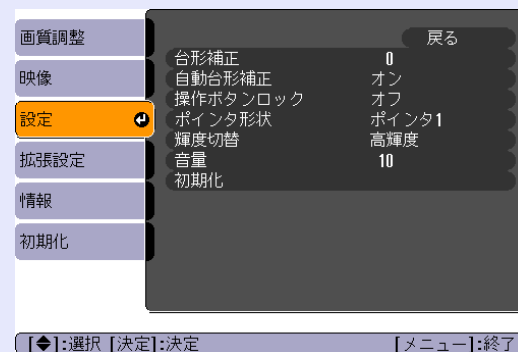 画質調整
映像
設定
拡張設定
情報
初期化
戻る
台形補正 0
自動台形補正 オン
操作ボタンロック オフ
ポインタ形状 ポインタ1
輝度切替 高輝度
音量 10
初期化
[◆]:選択 [決定]:決定 [メニュー]:終了